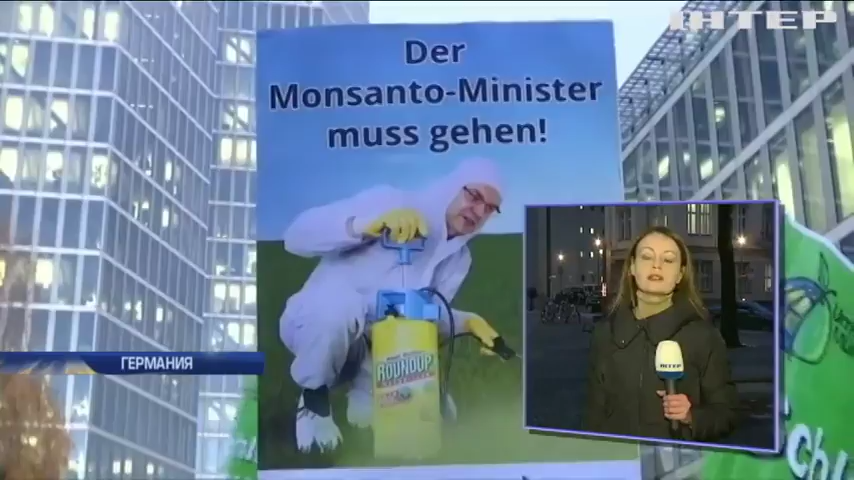 ІНТЕР
Der
Monsanto-Minister
muss gehen!
ROUNDUP
ГЕРМАНИЯ
ІНТЕР